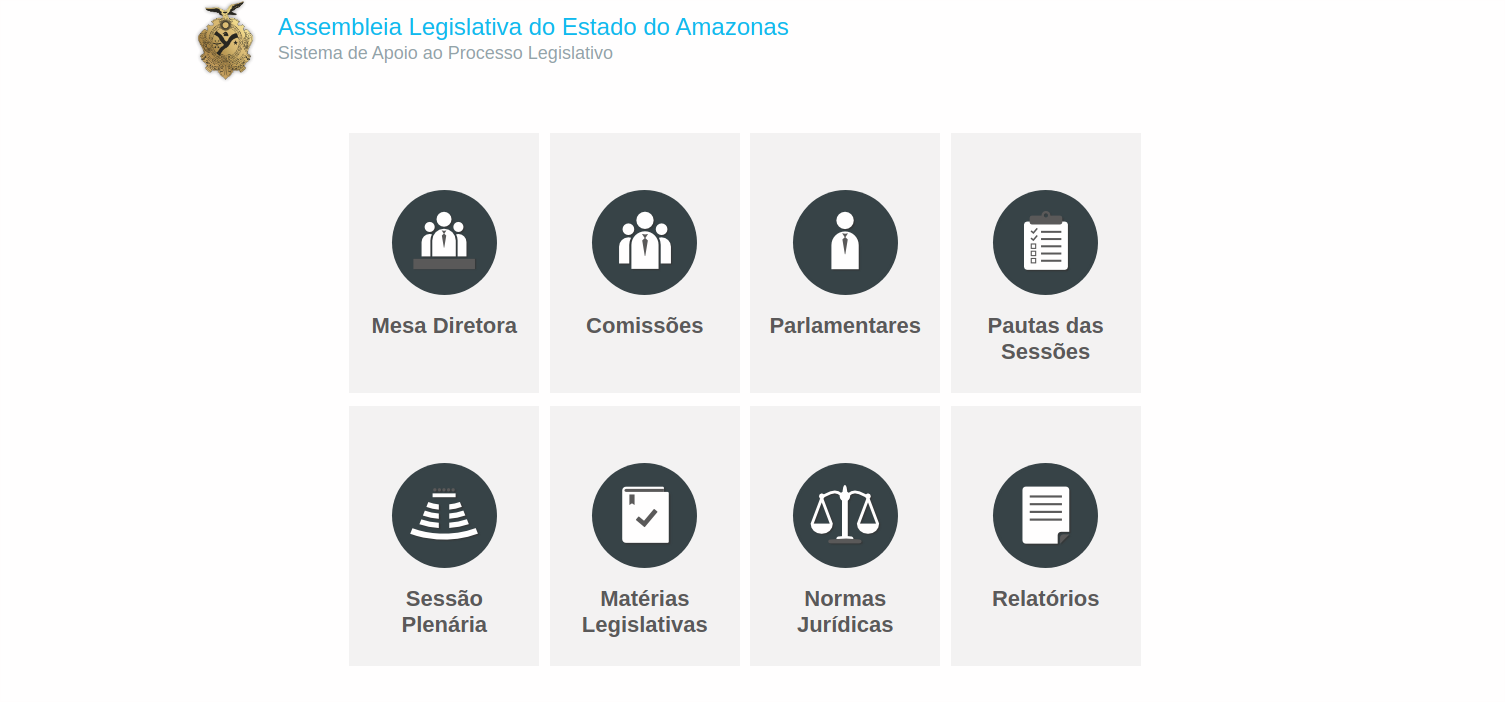 Assembleia Legislativa do Estado do Amazonas
Sistema de Apoio ao Processo Legislativo
Mesa Diretora
Comissões
Parlamentares
Pautas das
Sessões
Sessão
Plenária
Matérias
Legislativas
Normas
Jurídicas
Relatórios